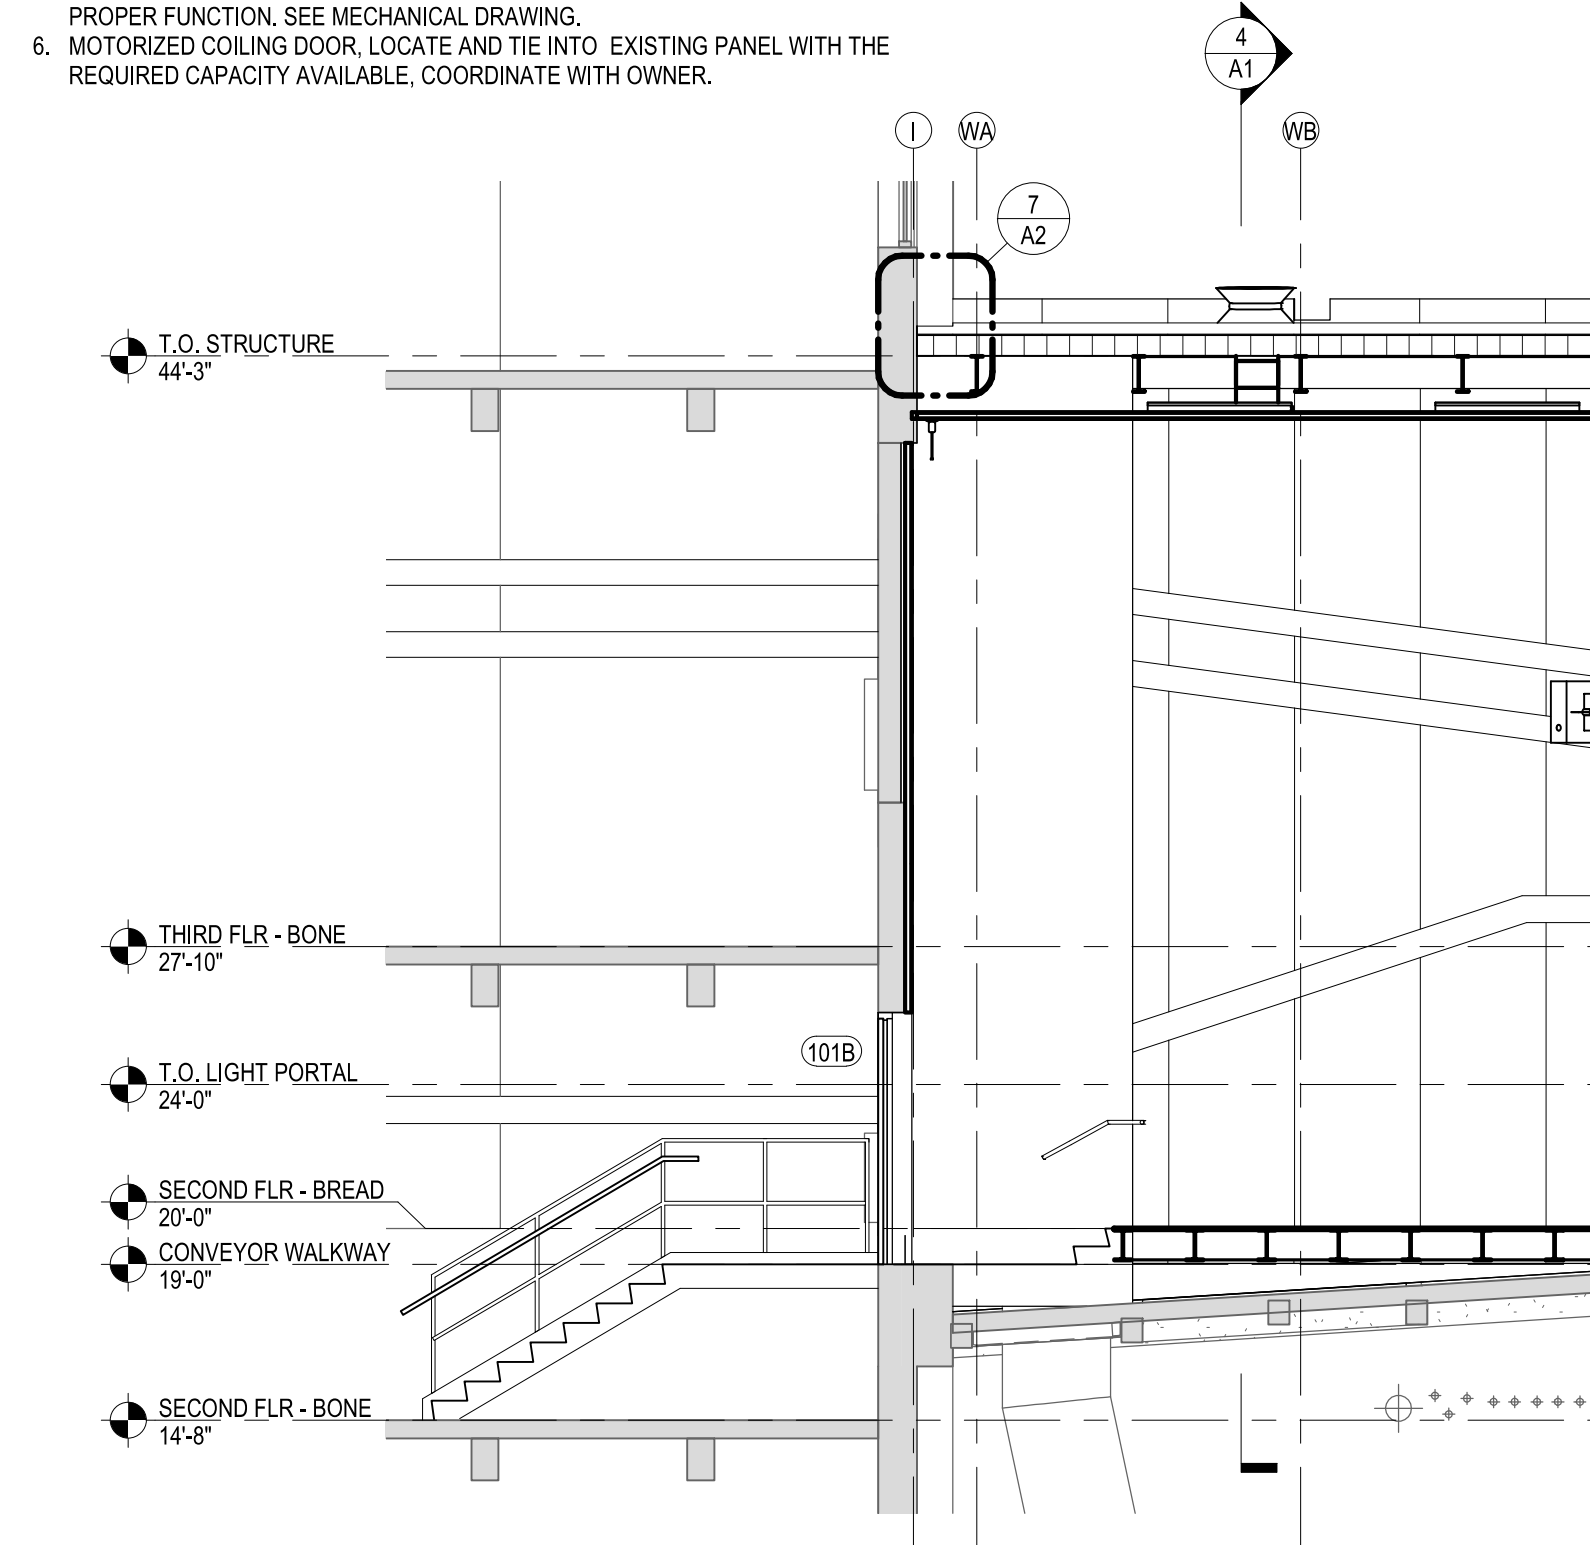 PROPER FUNCTION. SEE MECHANICAL DRAWING.
6. MOTORIZED COILING DOOR, LOCATE AND TIE INTO EXISTING PANEL WITH THE
REQUIRED CAPACITY AVAILABLE, COORDINATE WITH OWNER.
4
A1
I
WA
WB
7
A2
T.O. STRUCTURE
44'-3"
THIRD FLR - BONE
27'-10"
101B
T.O. LIGHT PORTAL
24'-0"
SECOND FLR - BREAD
20'-0"
CONVEYOR WALKWAY
19'-0"
SECOND FLR - BONE
14'-8"